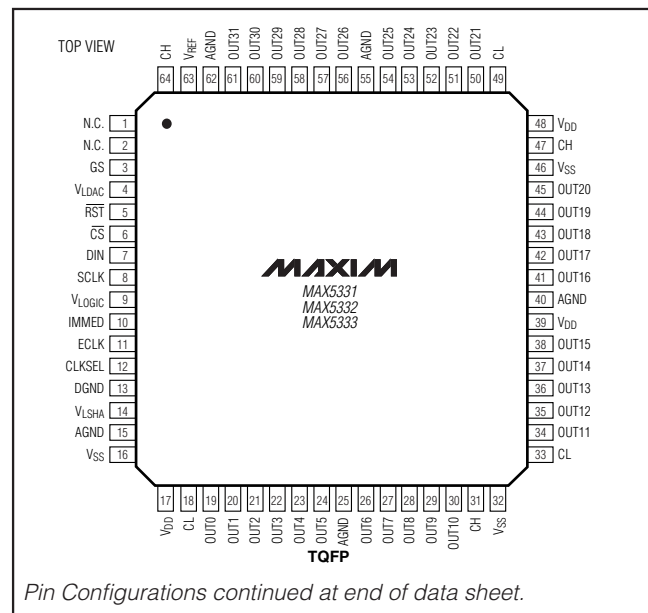 TOP VIEW
CH
VREF
AGND
OUT31
OUT30
OUT29
OUT28
OUT27
OUT26
AGND
OUT25
OUT24
OUT23
OUT22
OUT21
CL
64 63 62 61 60 59 58 57 56 55 54 53 52 51 50 49
N.C. 1
N.C. 2
GS 3
VLDAC 4
RST 5
CS 6
DIN 7
SCLK 8
VLOGIC 9
IMMED 10
ECLK 11
CLKSEL 12
DGND 13
VLSHA 14
AGND 15
VSS 16
MAXIM
MAX5331
MAX5332
MAX5333
48 VDD
47 CH
46 VSS
45 OUT20
44 OUT19
43 OUT18
42 OUT17
41 OUT16
40 AGND
39 VDD
38 OUT15
37 OUT14
36 OUT13
35 OUT12
34 OUT11
33 CL
17 18 19 20 21 22 23 24 25 26 27 28 29 30 31 32
VDD
CL
OUT0
OUT1
OUT2
OUT3
OUT4
OUT5
AGND
OUT6
OUT7
OUT8
OUT9
OUT10
CH
VSS
TQFP
Pin Configurations continued at end of data sheet.